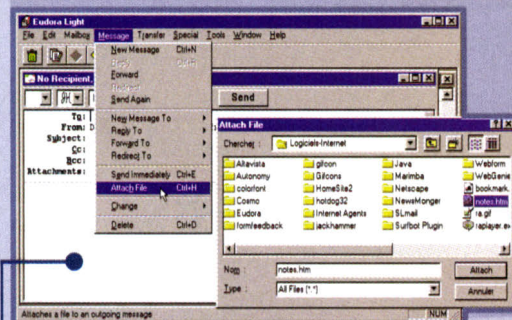 Eudora Light
File Edit Mailbox Message Transfer Special Tools Window Help
New Message Ctrl+N
Reply Ctrl+R
Forward
Redirect
Send Again
New Message To
Reply To
Forward To
Redirect To
Send Immediately Ctrl+E
Attach File Ctrl+H
Change
Delete Ctrl+D
No Recipient,
Send
To:
From: D
Subject:
Cc:
Bcc:
Attachments:
Attach File
Chercher : Logiciels-Internet
Altavista
Autonomy
colorfont
Cosmo
Eudora
formfeedback
gifcon
Gifcons
HomeSite2
hotdog32
Internet Agents
jackhammer
Java
Marimba
Netscape
NewsMonger
SLmail
Surfbot Plugin
Webform
WebGenie
bookmark.
notes.htm
ra.gif
raplayer.ex
Nom : notes.htm
Attach
Type : All Files (*.*)
Annuler
Attaches a file to an outgoing message
NUM